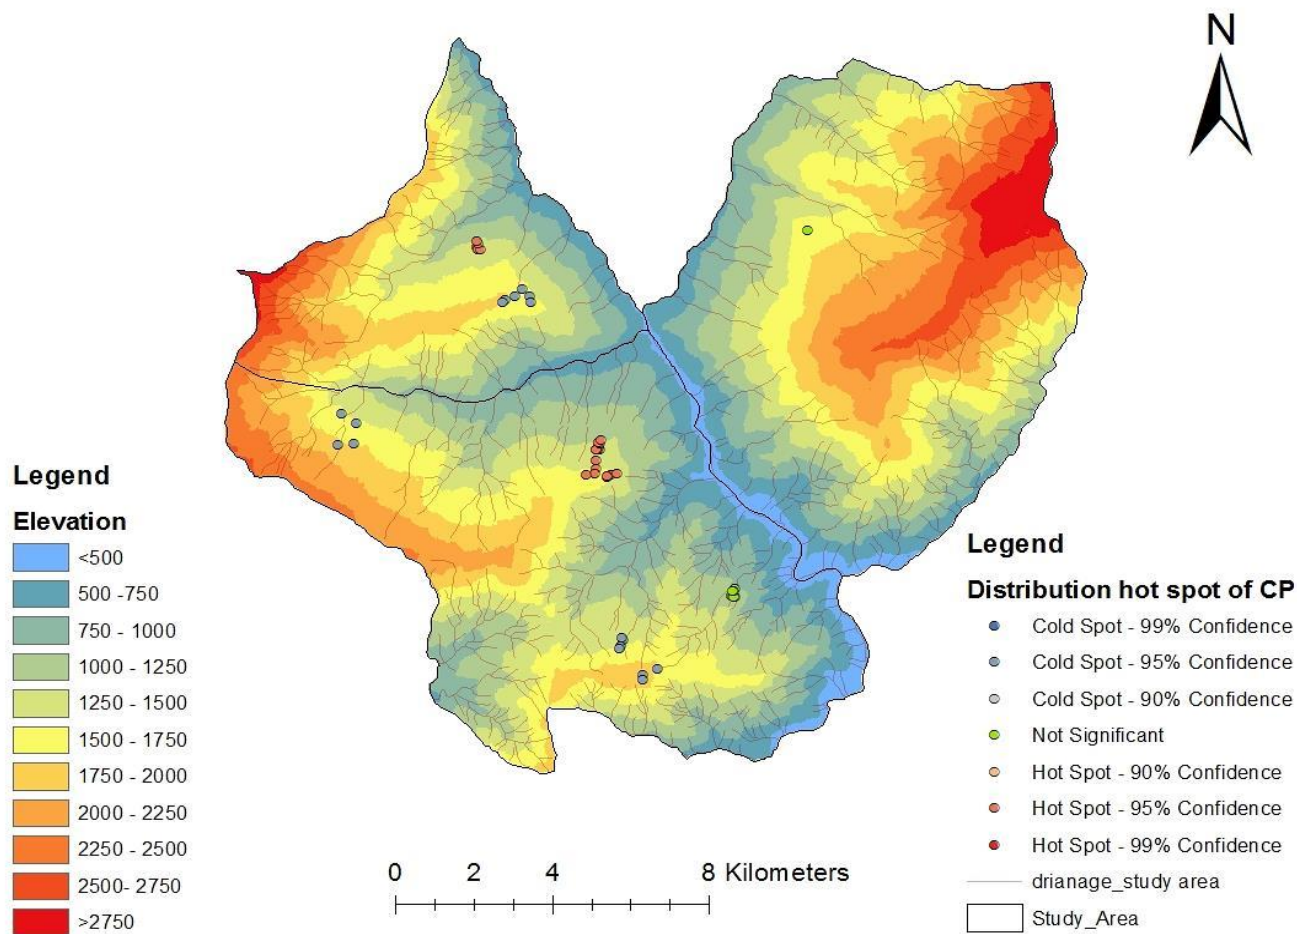 N
Legend
Elevation
<500
500 -750
750 - 1000
1000 - 1250
1250 - 1500
1500 - 1750
1750 - 2000
2000 - 2250
2250 - 2500
2500- 2750
>2750
0 2 4 8 Kilometers
Legend
Distribution hot spot of CP
Cold Spot - 99% Confidence
Cold Spot - 95% Confidence
Cold Spot - 90% Confidence
Not Significant
Hot Spot - 90% Confidence
Hot Spot - 95% Confidence
Hot Spot - 99% Confidence
drianage_study area
Study_Area